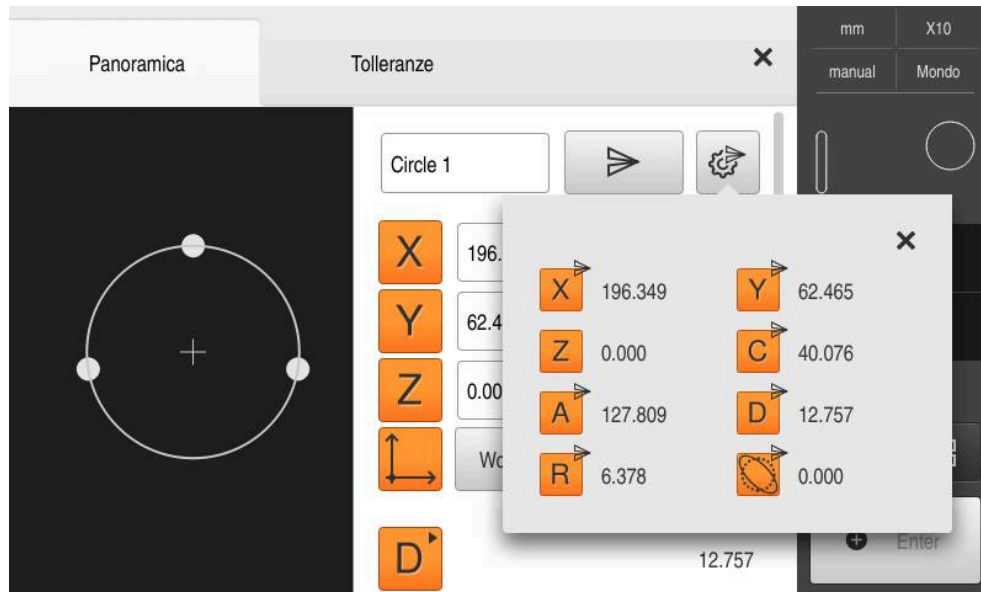 Panoramica
Tolleranze
mm
X10
manual
Mondo
Circle 1
X
196.
Y
62.4
Z
0.00
Wo
D
12.757
X 196.349
Y 62.465
Z 0.000
C 40.076
A 127.809
D 12.757
R 6.378
0.000
Enter